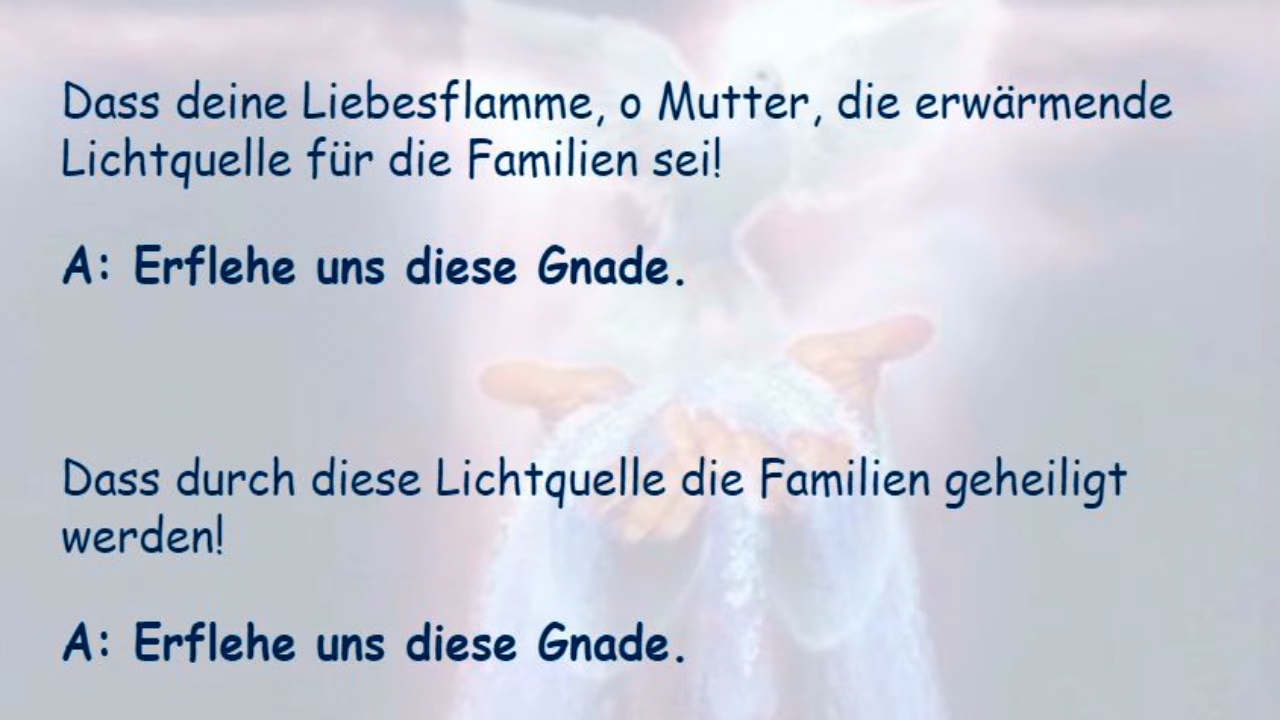 Dass deine Liebesflamme, o Mutter, die erwärmende
Lichtquelle für die Familien sei!
A: Erflehe uns diese Gnade.
Dass durch diese Lichtquelle die Familien geheiligt
werden!
A: Erflehe uns diese Gnade.